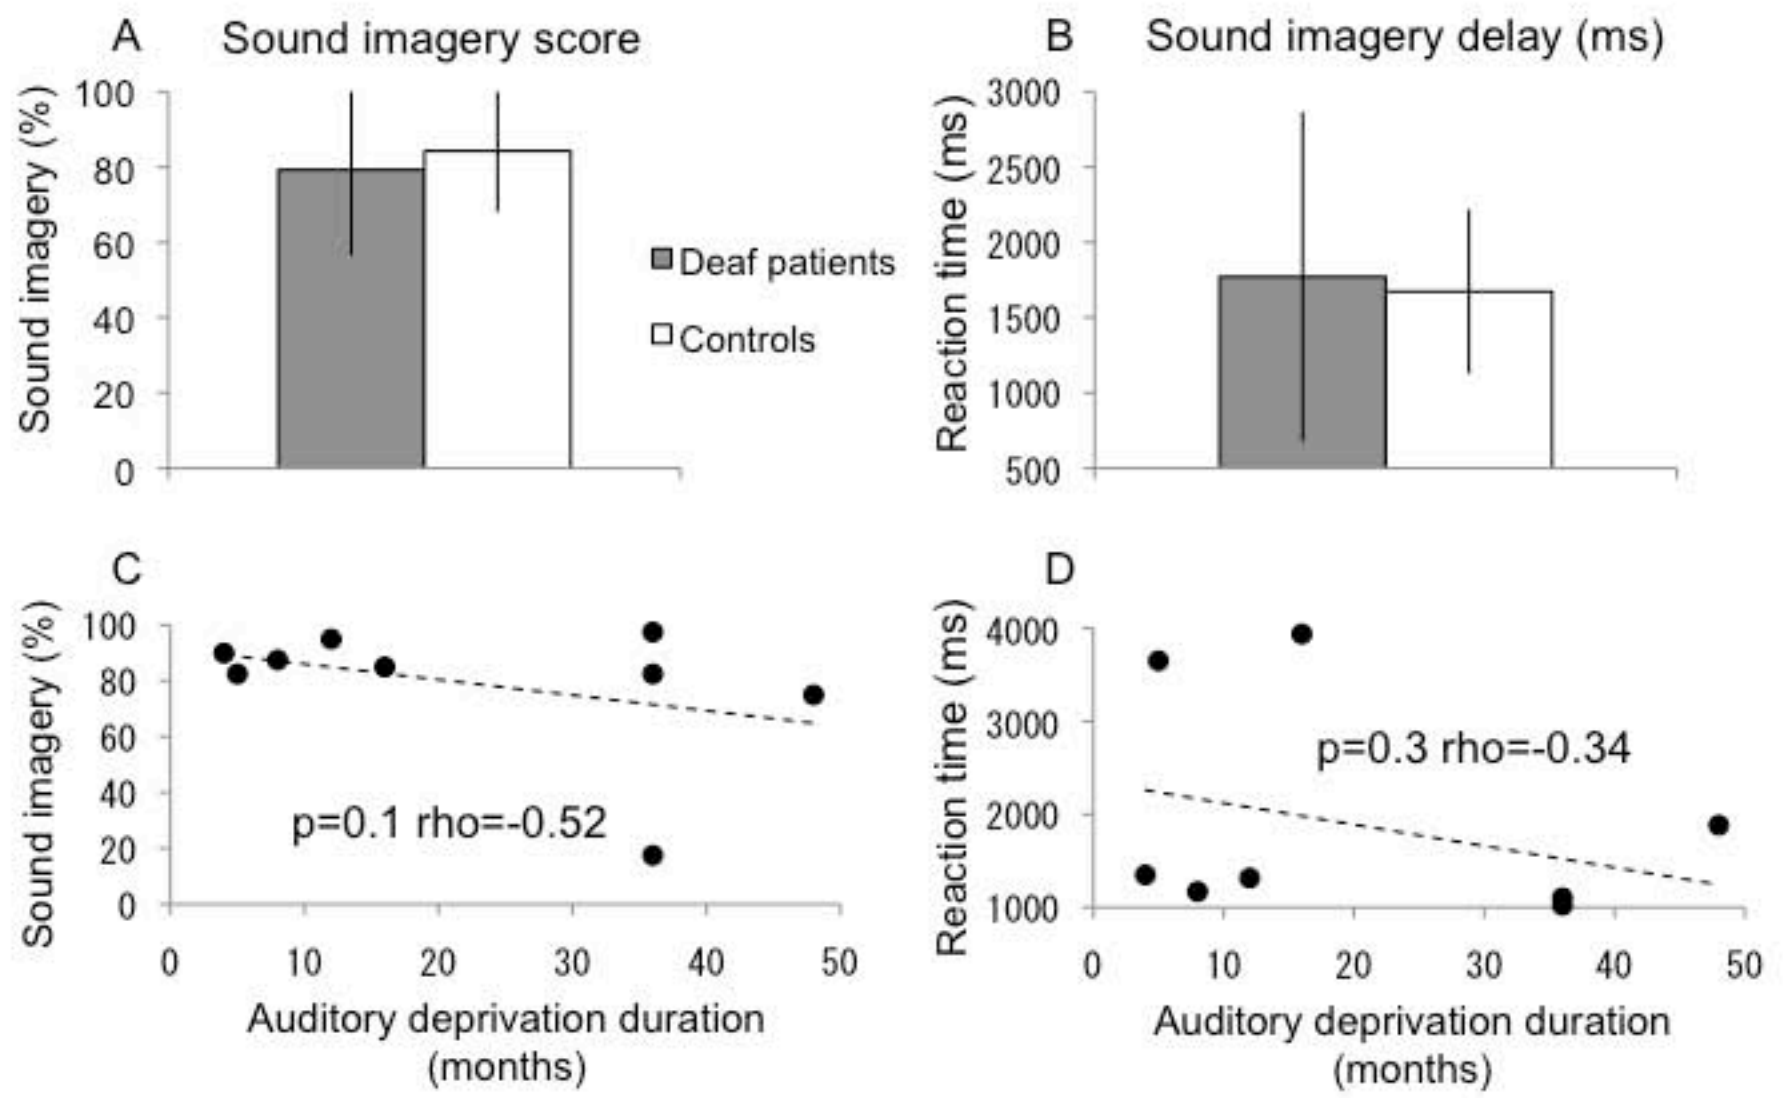 A Sound imagery score
Sound imagery (%)
100
80
60
40
20
0
Deaf patients
Controls
B Sound imagery delay (ms)
Reaction time (ms)
3000
2500
2000
1500
1000
500
C
Sound imagery (%)
100
80
60
40
20
0
p=0.1 rho=-0.52
0 10 20 30 40 50
Auditory deprivation duration
(months)
D
Reaction time (ms)
4000
3000
2000
1000
p=0.3 rho=-0.34
0 10 20 30 40 50
Auditory deprivation duration
(months)